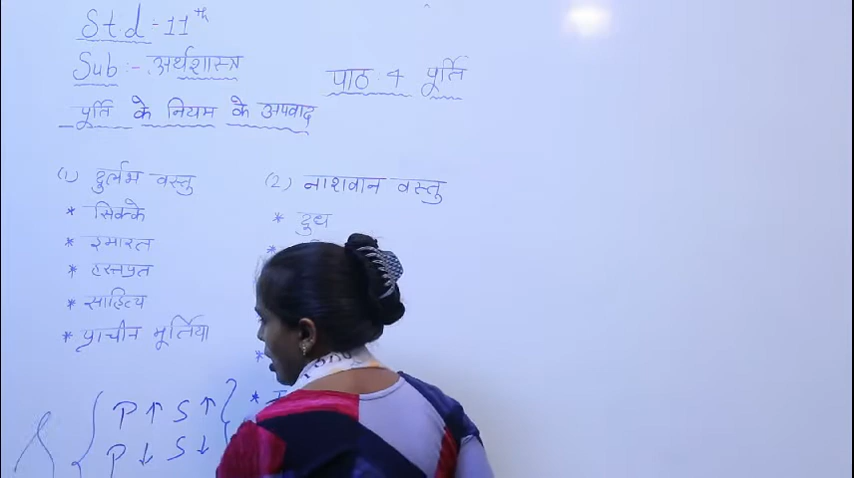 Std - 11th
Sub :- अर्थशास्त्र
पाठ : 4 पूर्ति
पूर्ति के नियम के अपवाद
(1) दुर्लभ वस्तु
* सिक्के
* इमारत
* हस्तप्रत
* साहित्य
* प्राचीन मूर्तिया
(2) नाशवान वस्तु
* दुध
P ↑ S ↑
P ↓ S ↓